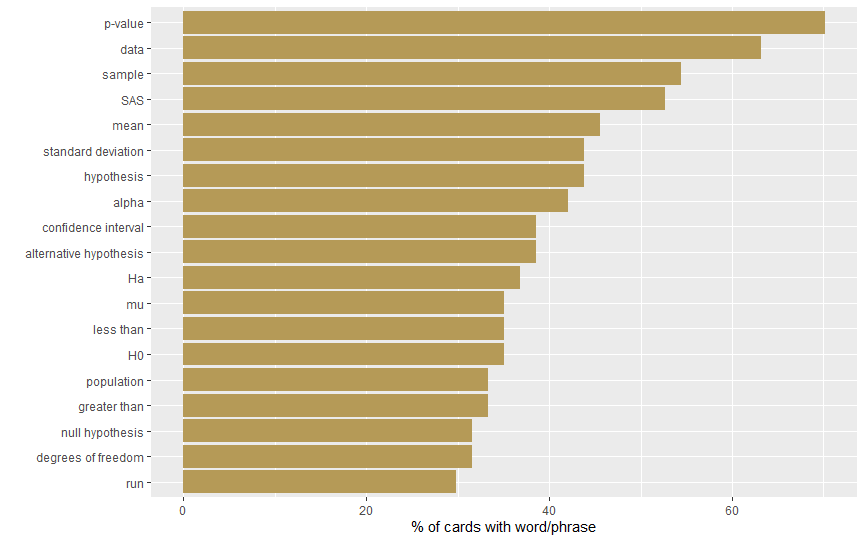 p-value
data
sample
SAS
mean
standard deviation
hypothesis
alpha
confidence interval
alternative hypothesis
Ha
mu
less than
H0
population
greater than
null hypothesis
degrees of freedom
run
0 20 40 60
% of cards with word/phrase